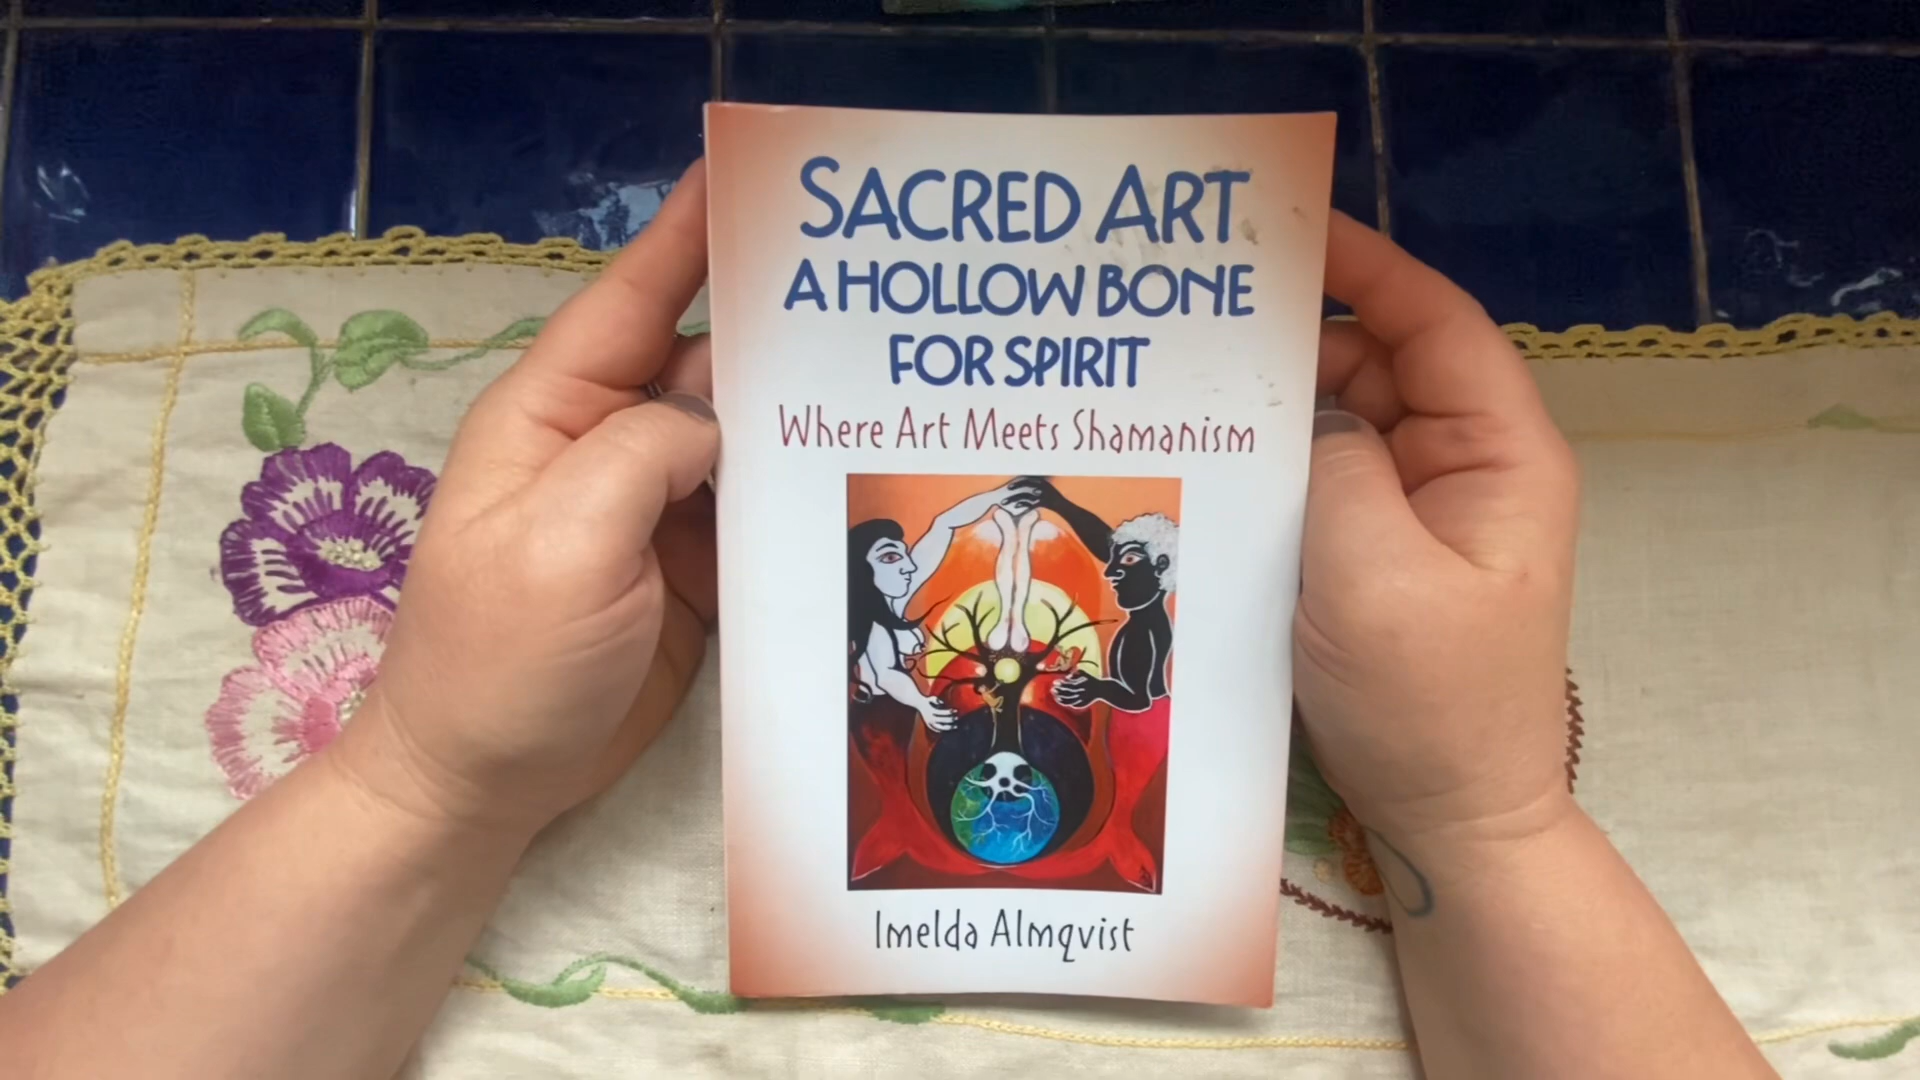 SACRED ART
A HOLLOW BONE
FOR SPIRIT
Where Art Meets Shamanism
Imelda Almqvist